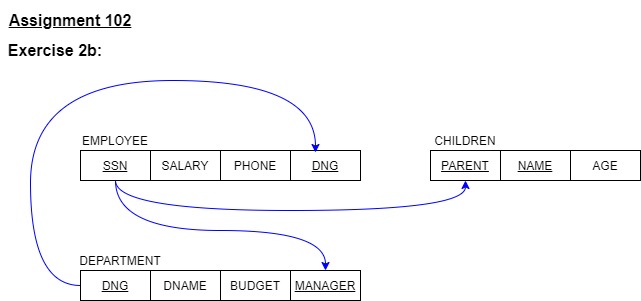 Assignment 102
Exercise 2b:
EMPLOYEE
SSN SALARY PHONE DNG
CHILDREN
PARENT NAME AGE
DEPARTMENT
DNG DNAME BUDGET MANAGER